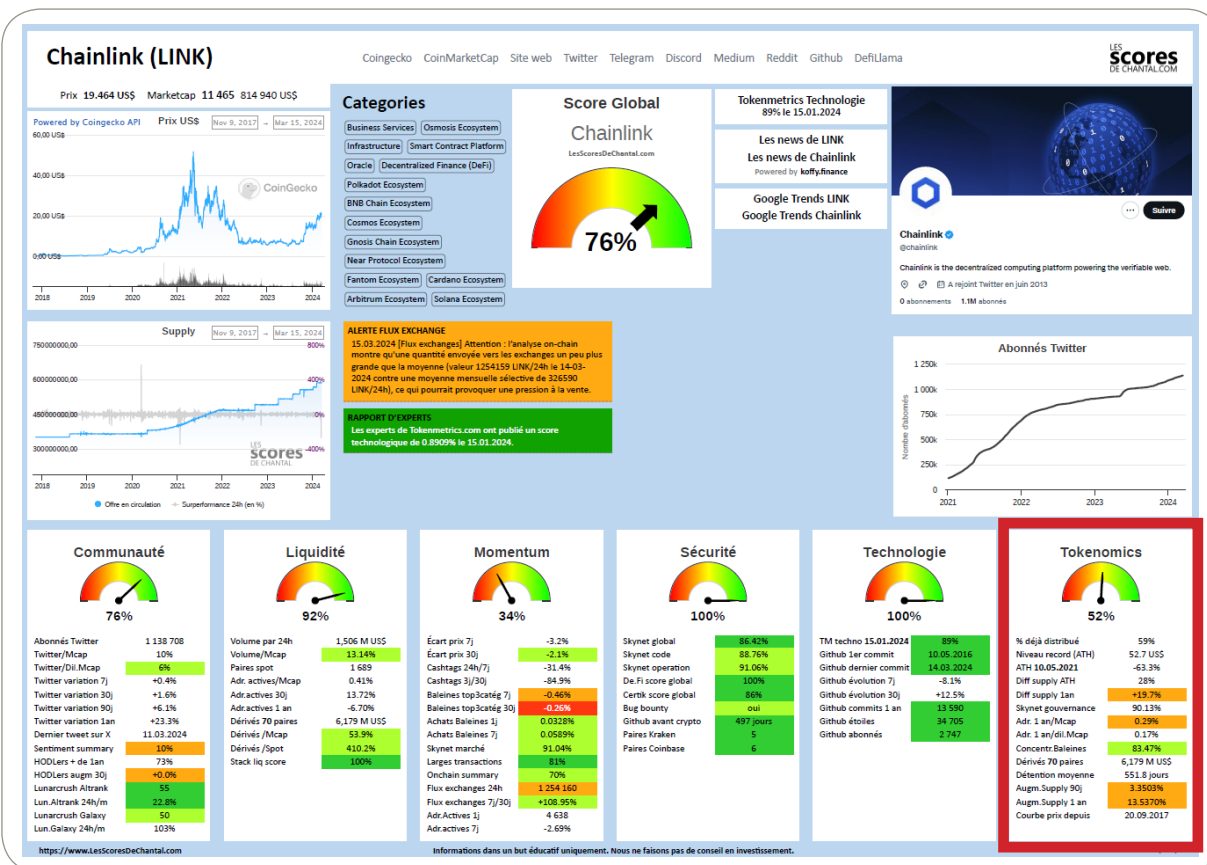 Chainlink (LINK)
Coingecko CoinMarketCap Site web Twitter Telegram Discord Medium Reddit Github DefiLlama
LES
SCORES
DE CHANTAL.COM
Prix 19.464 US$ Marketcap 11 465 814 940 US$
Powered by Coingecko API Prix US$ Nov 9, 2017 → Mar 15, 2024
60,00 US$
40,00 US$
20,00 US$
0,00 US$
CoinGecko
2018 2019 2020 2021 2022 2023 2024
Categories
Business Services Osmosis Ecosystem
Infrastructure Smart Contract Platform
Oracle Decentralized Finance (DeFi)
Polkadot Ecosystem
BNB Chain Ecosystem
Cosmos Ecosystem
Gnosis Chain Ecosystem
Near Protocol Ecosystem
Fantom Ecosystem Cardano Ecosystem
Arbitrum Ecosystem Solana Ecosystem
Score Global
Chainlink
LesScoresDeChantal.com
76%
Tokenmetrics Technologie
89% le 15.01.2024
Les news de LINK
Les news de Chainlink
Powered by koffy.finance
Google Trends LINK
Google Trends Chainlink
Suivre
Chainlink
@chainlink
Chainlink is the decentralized computing platform powering the verifiable web.
A rejoint Twitter en juin 2013
0 abonnements 1.1M abonnés
Supply Nov 9, 2017 → Mar 15, 2024
750000000,00 800%
600000000,00 400%
450000000,00 0%
300000000,00 -400%
LES
SCORES
DE CHANTAL
2018 2019 2020 2021 2022 2023 2024
Offre en circulation Surperformance 24h (en %)
ALERTE FLUX EXCHANGE
15.03.2024 [Flux exchanges] Attention : l'analyse on-chain
montre qu'une quantité envoyée vers les exchanges un peu plus
grande que la moyenne (valeur 1254159 LINK/24h le 14-03-
2024 contre une moyenne mensuelle sélective de 326590
LINK/24h), ce qui pourrait provoquer une pression à la vente.
RAPPORT D'EXPERTS
Les experts de Tokenmetrics.com ont publié un score
technologique de 0.8909% le 15.01.2024.
Abonnés Twitter
Nombre d'abonnés
1 250k
1 000k
750k
500k
250k
0
2021 2022 2023 2024
Communauté
76%
Abonnés Twitter 1 138 708
Twitter/Mcap 10%
Twitter/Dil.Mcap 6%
Twitter variation 7j +0.4%
Twitter variation 30j +1.6%
Twitter variation 90j +6.1%
Twitter variation 1an +23.3%
Dernier tweet sur X 11.03.2024
Sentiment summary 10%
HODLers + de 1an 73%
HODLers augm 30j +0.0%
Lunarcrush Altrank 55
Lun.Altrank 24h/m 22.8%
Lunarcrush Galaxy 50
Lun.Galaxy 24h/m 103%
Liquidité
92%
Volume par 24h 1,506 M US$
Volume/Mcap 13.14%
Paires spot 1 689
Adr. actives/Mcap 0.41%
Adr.actives 30j 13.72%
Adr.actives 1 an -6.70%
Dérivés 70 paires 6,179 M US$
Dérivés /Mcap 53.9%
Dérivés /Spot 410.2%
Stack liq score 100%
Momentum
34%
Écart prix 7j -3.2%
Écart prix 30j -2.1%
Cashtags 24h/7j -31.4%
Cashtags 3j/30j -84.9%
Baleines top3catég 7j -0.46%
Baleines top3catég 30j -0.26%
Achats Baleines 1j 0.0328%
Achats Baleines 7j 0.0589%
Skynet marché 91.04%
Larges transactions 81%
Onchain summary 70%
Flux exchanges 24h 1 254 160
Flux exchanges 7j/30j +108.95%
Adr.Actives 1j 4 638
Adr.actives 7j -2.69%
Sécurité
100%
Skynet global 86.42%
Skynet code 88.76%
Skynet operation 91.06%
De.Fi score global 100%
Certik score global 86%
Bug bounty oui
Github avant crypto 497 jours
Paires Kraken 5
Paires Coinbase 6
Technologie
100%
TM techno 15.01.2024 89%
Github 1er commit 10.05.2016
Github dernier commit 14.03.2024
Github évolution 7j -8.1%
Github évolution 30j +12.5%
Github commits 1 an 13 590
Github étoiles 34 705
Github abonnés 2 747
Tokenomics
52%
% déjà distribué 59%
Niveau record (ATH) 52.7 US$
ATH 10.05.2021 -63.3%
Diff supply ATH 28%
Diff supply 1an +19.7%
Skynet gouvernance 90.13%
Adr. 1 an/Mcap 0.29%
Adr. 1 an/dil.Mcap 0.17%
Concentr.Baleines 83.47%
Dérivés 70 paires 6,179 M US$
Détention moyenne 551.8 jours
Augm.Supply 90j 3.3503%
Augm.Supply 1 an 13.5370%
Courbe prix depuis 20.09.2017
https://www.LesScoresDeChantal.com Informations dans un but éducatif uniquement. Nous ne faisons pas de conseil en investissement.